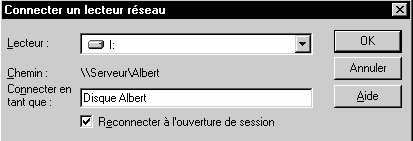 Connecter un lecteur réseau
Lecteur : I: OK
Chemin : \\Serveur\Albert Annuler
Connecter en
tant que : Disque Albert Aide
Reconnecter à l'ouverture de session